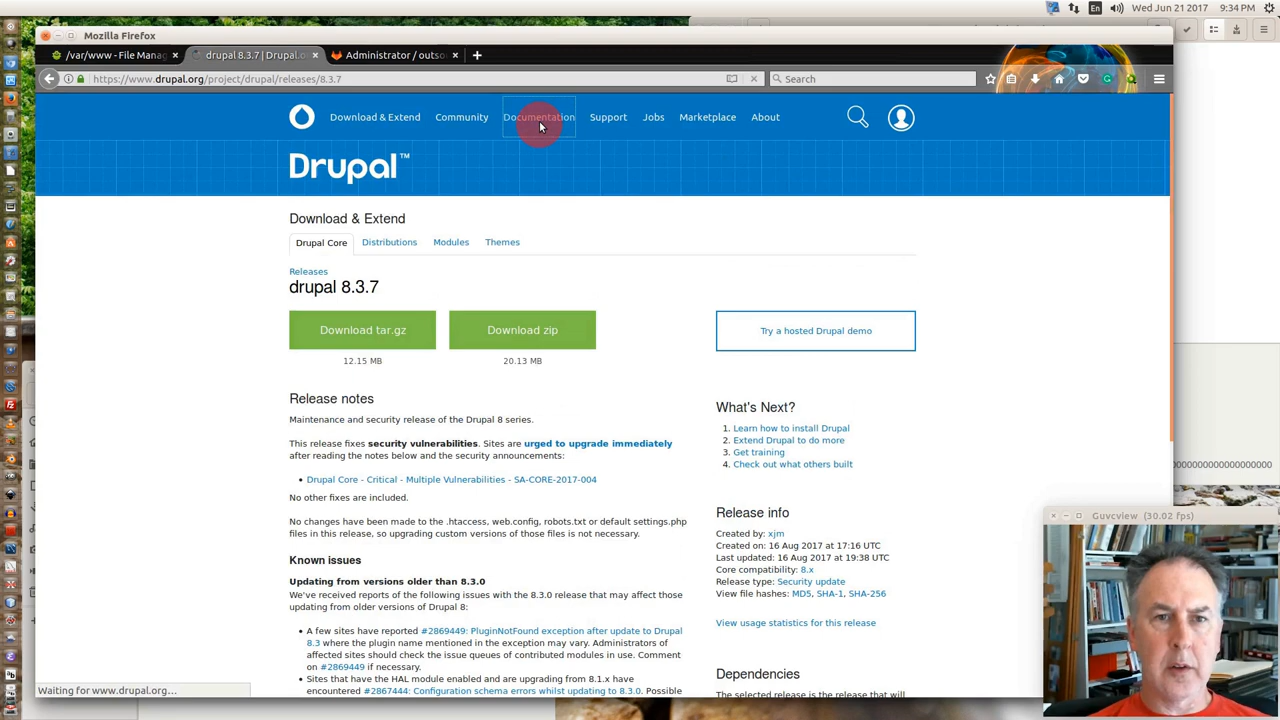 En
Wed Jun 21 2017
9:34 PM
Mozilla Firefox
/var/www - File Manag
drupal 8.3.7 | Drupal.o
Administrator / outso
https://www.drupal.org/project/drupal/releases/8.3.7
Search
Download & Extend
Community
Documentation
Support
Jobs
Marketplace
About
Drupal™
Download & Extend
Drupal Core
Distributions
Modules
Themes
Releases
drupal 8.3.7
Download tar.gz
Download zip
Try a hosted Drupal demo
12.15 MB
20.13 MB
Release notes
Maintenance and security release of the Drupal 8 series.
This release fixes security vulnerabilities. Sites are urged to upgrade immediately
after reading the notes below and the security announcements:
• Drupal Core - Critical - Multiple Vulnerabilities - SA-CORE-2017-004
No other fixes are included.
No changes have been made to the .htaccess, web.config, robots.txt or default settings.php
files in this release, so upgrading custom versions of those files is not necessary.
Known issues
Updating from versions older than 8.3.0
We've received reports of the following issues with the 8.3.0 release that may affect those
updating from older versions of Drupal 8:
• A few sites have reported #2869449: PluginNotFound exception after update to Drupal
8.3 where the plugin name mentioned in the exception may vary. Administrators of
affected sites should check the issue queues of contributed modules in use. Comment
on #2869449 if necessary.
• Sites that have the HAL module enabled and are upgrading from 8.1.x have
encountered #2867444: Configuration schema errors whilst updating to 8.3.0. Possible
What's Next?
1. Learn how to install Drupal
2. Extend Drupal to do more
3. Get training
4. Check out what others built
Release info
Created by: xjm
Created on: 16 Aug 2017 at 17:16 UTC
Last updated: 16 Aug 2017 at 19:38 UTC
Core compatibility: 8.x
Release type: Security update
View file hashes: MD5, SHA-1, SHA-256
View usage statistics for this release
Dependencies
The selected release is the release that will
Waiting for www.drupal.org...
Guvcview (30.02 fps)